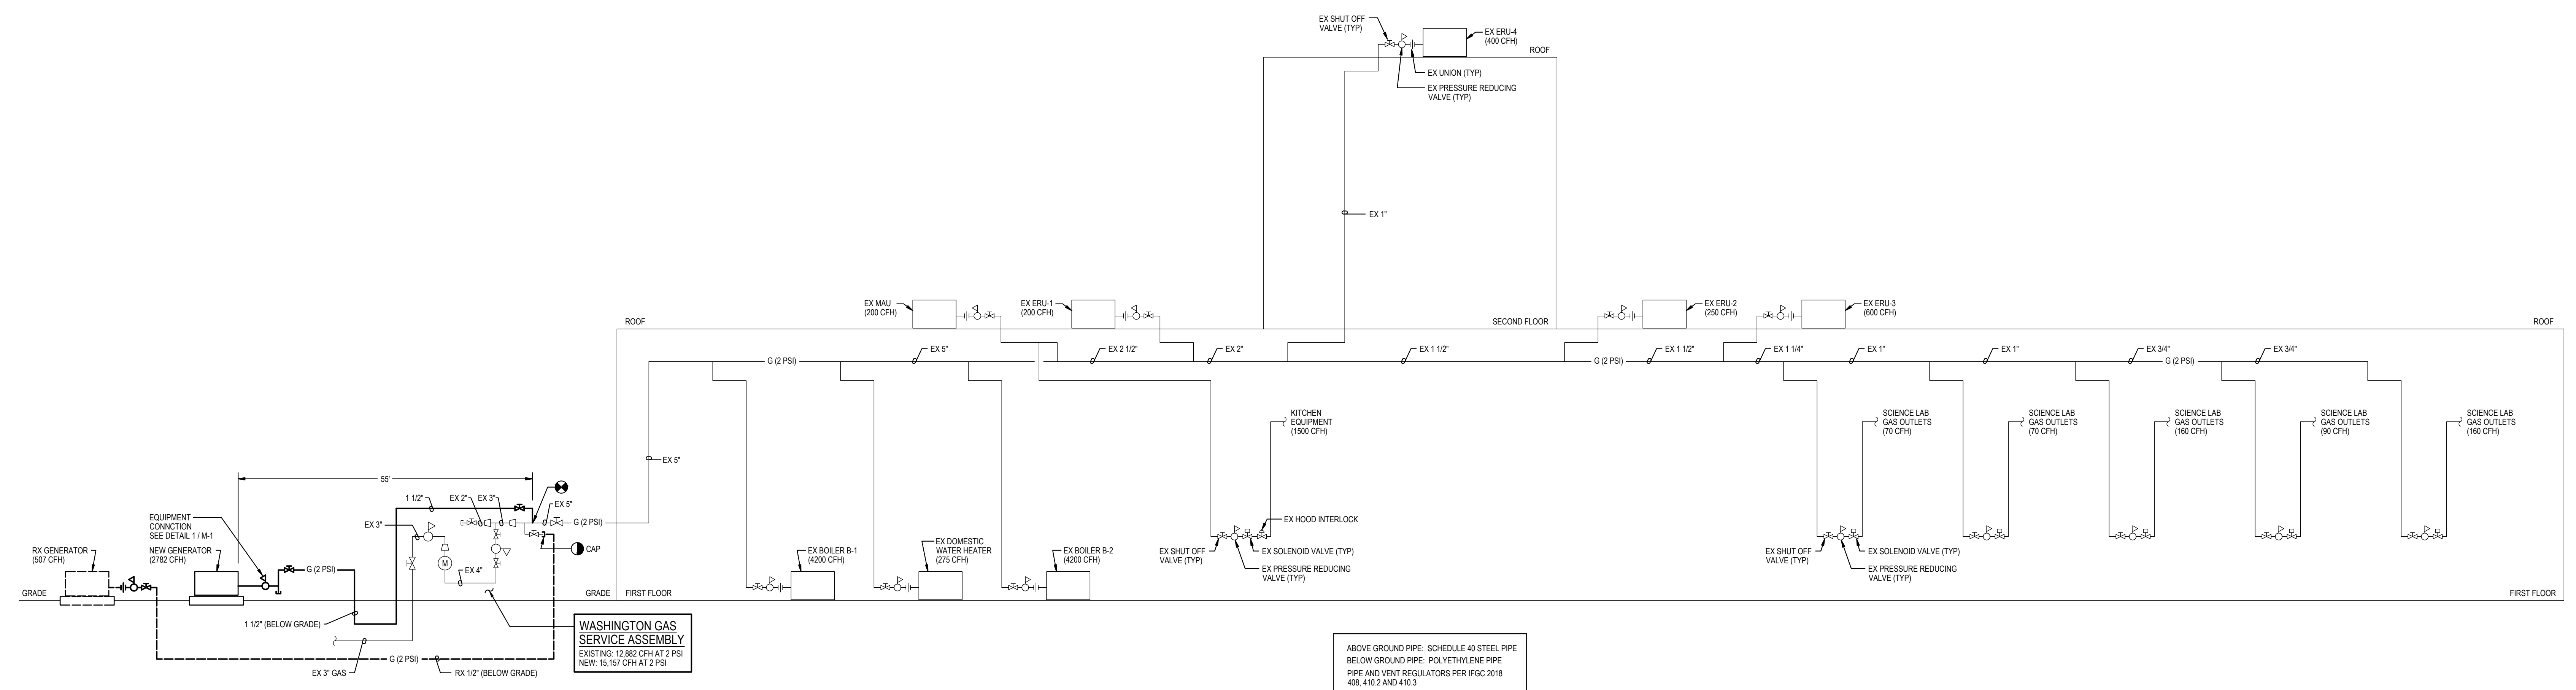 EX SHUT OFF
VALVE (TYP)
EX ERU-4
(400 CFH)
ROOF
EX UNION (TYP)
EX PRESSURE REDUCING
VALVE (TYP)
EX 1"
EX MAU
(200 CFH)
EX ERU-1
(200 CFH)
EX ERU-2
(250 CFH)
EX ERU-3
(600 CFH)
ROOF
SECOND FLOOR
ROOF
EX 5"
EX 2 1/2"
EX 2"
EX 1 1/2"
EX 1 1/2"
EX 1 1/4"
EX 1"
EX 1"
EX 3/4"
EX 3/4"
G (2 PSI)
G (2 PSI)
G (2 PSI)
KITCHEN
EQUIPMENT
(1500 CFH)
SCIENCE LAB
GAS OUTLETS
(70 CFH)
SCIENCE LAB
GAS OUTLETS
(70 CFH)
SCIENCE LAB
GAS OUTLETS
(160 CFH)
SCIENCE LAB
GAS OUTLETS
(90 CFH)
SCIENCE LAB
GAS OUTLETS
(160 CFH)
EX 5"
55'
1 1/2"
EX 2"
EX 3"
EX 5"
G (2 PSI)
EX 3"
EQUIPMENT
CONNCTION
SEE DETAIL 1 / M-1
RX GENERATOR
(507 CFH)
NEW GENERATOR
(2782 CFH)
G (2 PSI)
M
EX 4"
CAP
EX HOOD INTERLOCK
EX SHUT OFF
VALVE (TYP)
EX SOLENOID VALVE (TYP)
EX PRESSURE REDUCING
VALVE (TYP)
EX SHUT OFF
VALVE (TYP)
EX SOLENOID VALVE (TYP)
EX PRESSURE REDUCING
VALVE (TYP)
EX BOILER B-1
(4200 CFH)
EX DOMESTIC
WATER HEATER
(275 CFH)
EX BOILER B-2
(4200 CFH)
GRADE
GRADE
FIRST FLOOR
FIRST FLOOR
1 1/2" (BELOW GRADE)
WASHINGTON GAS
SERVICE ASSEMBLY
EXISTING: 12,882 CFH AT 2 PSI
NEW: 15,157 CFH AT 2 PSI
G (2 PSI)
EX 3" GAS
RX 1/2" (BELOW GRADE)
ABOVE GROUND PIPE: SCHEDULE 40 STEEL PIPE
BELOW GROUND PIPE: POLYETHYLENE PIPE
PIPE AND VENT REGULATORS PER IFGC 2018
408, 410.2 AND 410.3